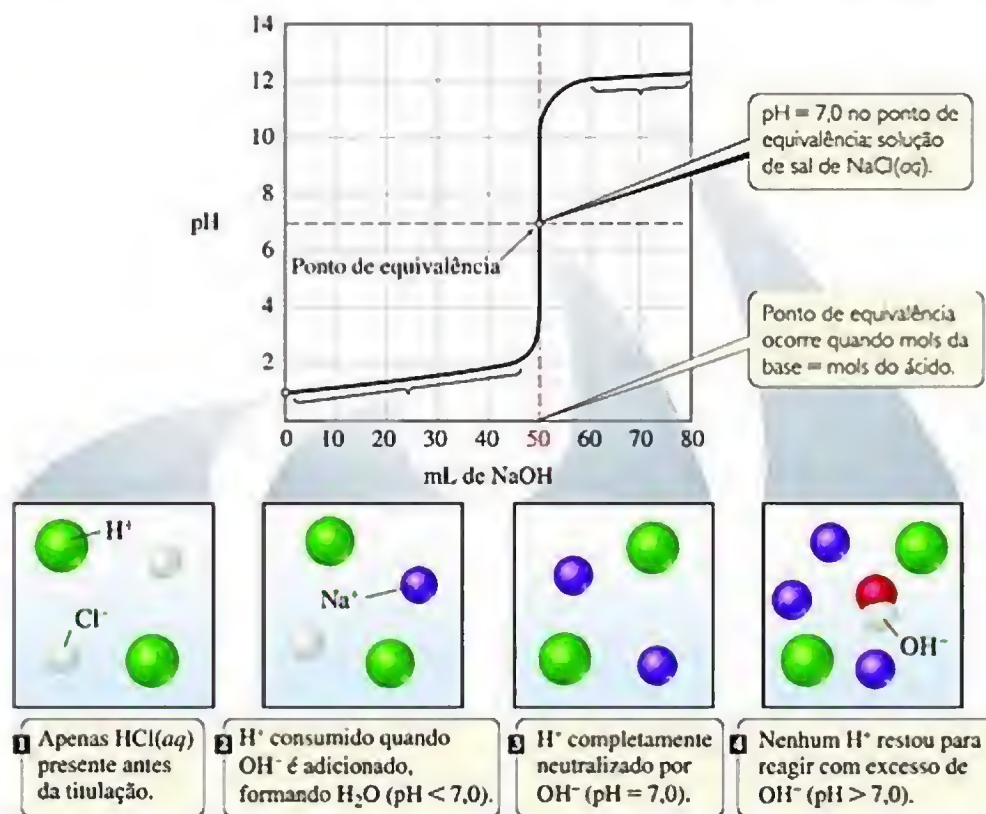 14
12
10
8
6
4
2
pH
0 10 20 30 40 50 60 70 80
mL de NaOH
Ponto de equivalência
pH = 7,0 no ponto de
equivalência; solução
de sal de NaCl(aq).
Ponto de equivalência
ocorre quando mols da
base = mols do ácido.
H⁺
Cl⁻
Na⁺
OH⁻
1 Apenas HCl(aq)
presente antes
da titulação.
2 H⁺ consumido quando
OH⁻ é adicionado,
formando H₂O (pH < 7,0).
3 H⁺ completamente
neutralizado por
OH⁻ (pH = 7,0).
4 Nenhum H⁺ restou para
reagir com excesso de
OH⁻ (pH > 7,0).